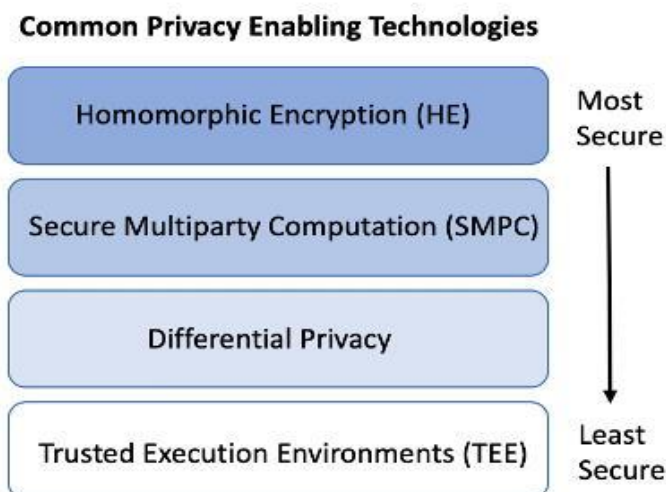 Common Privacy Enabling Technologies
Homomorphic Encryption (HE)
Most
Secure
Secure Multiparty Computation (SMPC)
Differential Privacy
Trusted Execution Environments (TEE)
Least
Secure